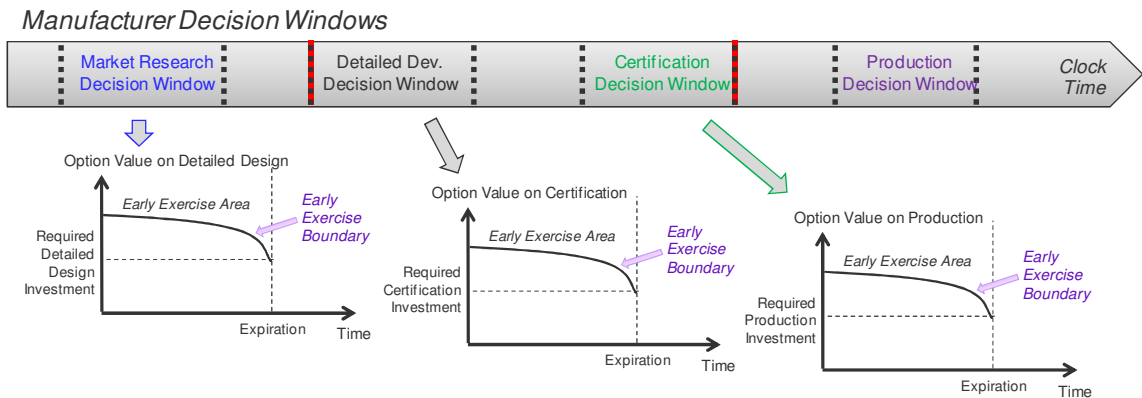 Manufacturer Decision Windows
Market Research
Decision Window
Detailed Dev.
Decision Window
Certification
Decision Window
Production
Decision Window
Clock
Time
Option Value on Detailed Design
Early Exercise Area
Early
Exercise
Boundary
Required
Detailed
Design
Investment
Expiration
Time
Option Value on Certification
Early Exercise Area
Early
Exercise
Boundary
Required
Certification
Investment
Expiration
Time
Option Value on Production
Early Exercise Area
Early
Exercise
Boundary
Required
Production
Investment
Expiration
Time